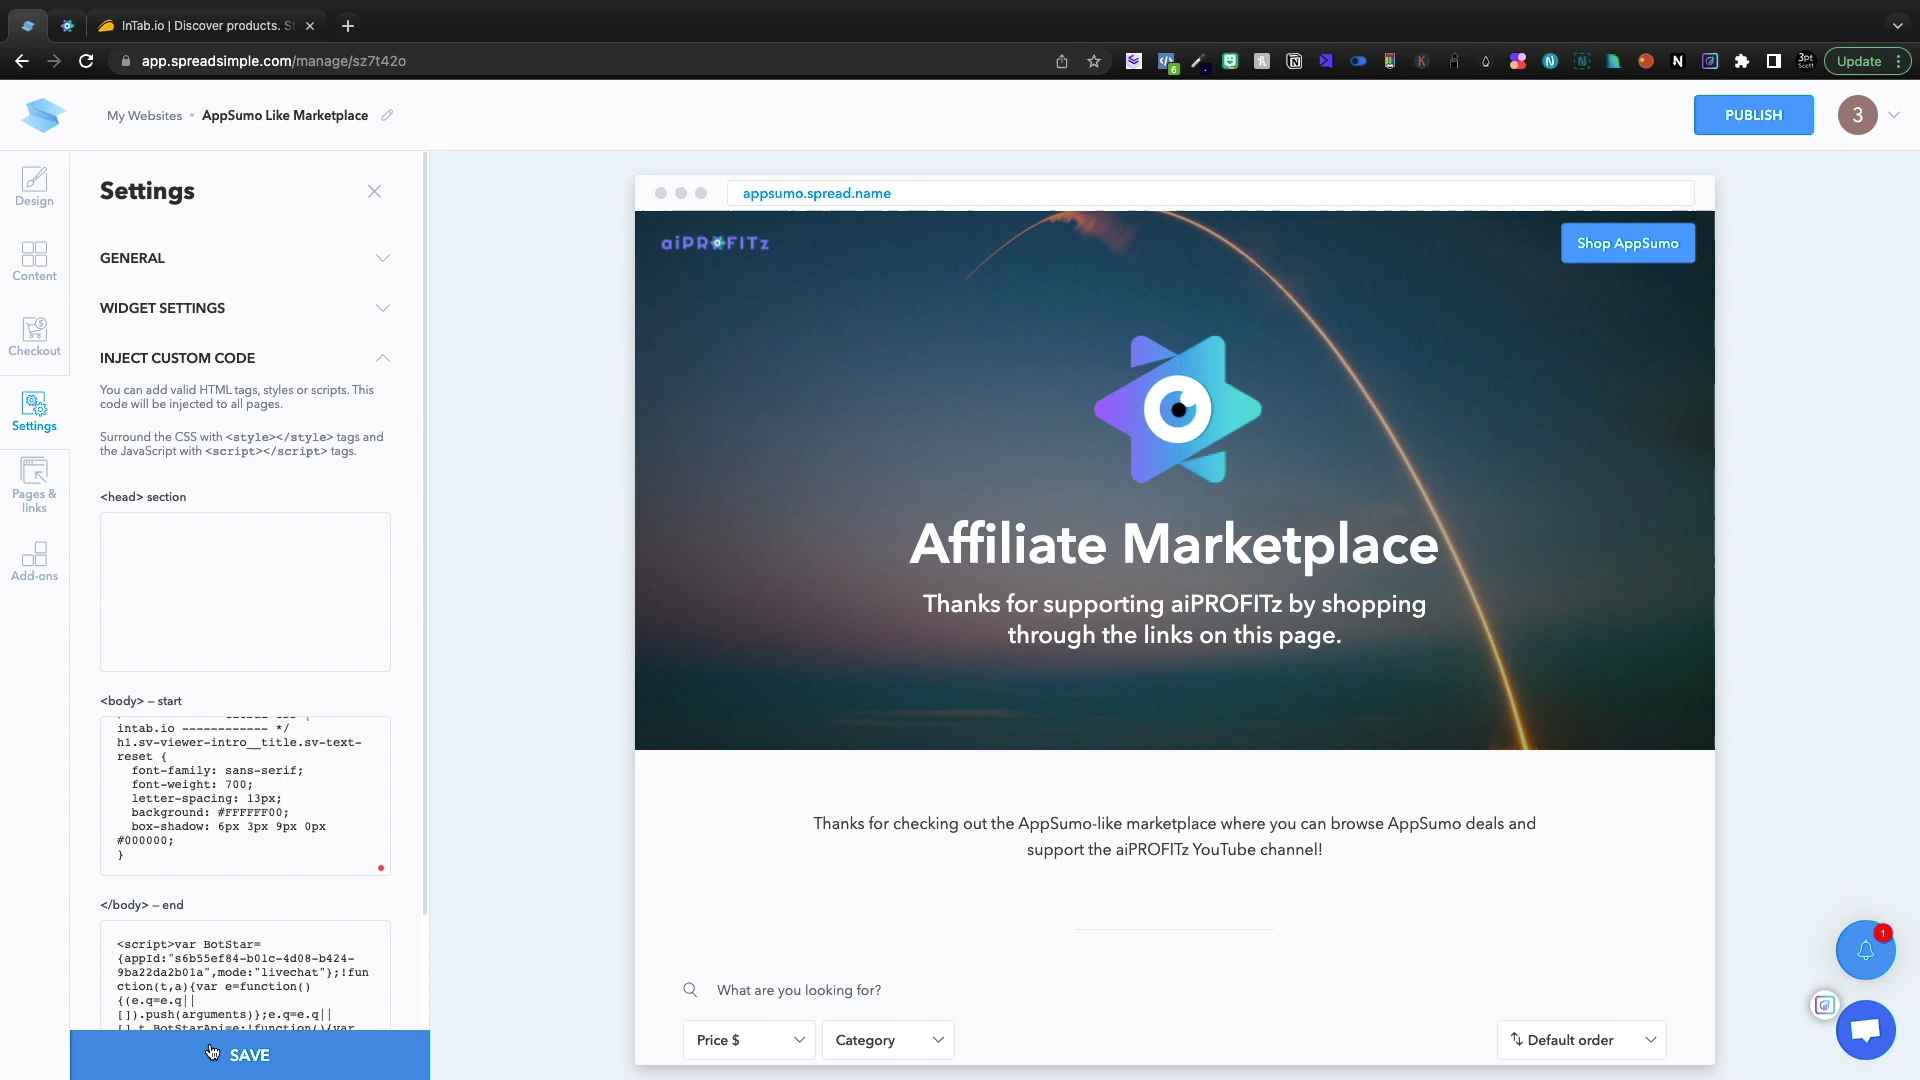 InTab.io | Discover products. S
app.spreadsimple.com/manage/sz7t42o
6
3pt
Scott
Update
My Websites • AppSumo Like Marketplace
PUBLISH
3
Design
Content
Checkout
Settings
Pages &
links
Add-ons
Settings
GENERAL
WIDGET SETTINGS
INJECT CUSTOM CODE
You can add valid HTML tags, styles or scripts. This
code will be injected to all pages.
Surround the CSS with <style></style> tags and
the JavaScript with <script></script> tags.
<head> section
<body> – start
intab.io ------------ */
h1.sv-viewer-intro__title.sv-text-
reset {
font-family: sans-serif;
font-weight: 700;
letter-spacing: 13px;
background: #FFFFFF00;
box-shadow: 6px 3px 9px 0px
#000000;
}
</body> – end
<script>var BotStar=
{appId:"s6b55ef84-b01c-4d08-b424-
9ba22da2b01a",mode:"livechat"};!fun
ction(t,a){var e=function()
{(e.q=e.q||
[]).push(arguments)};e.q=e.q||
[],t.BotStarApi=e;!function(){var
SAVE
appsumo.spread.name
aiPROFITz
Shop AppSumo
Affiliate Marketplace
Thanks for supporting aiPROFITz by shopping
through the links on this page.
Thanks for checking out the AppSumo-like marketplace where you can browse AppSumo deals and
support the aiPROFITz YouTube channel!
What are you looking for?
Price $
Category
Default order
1